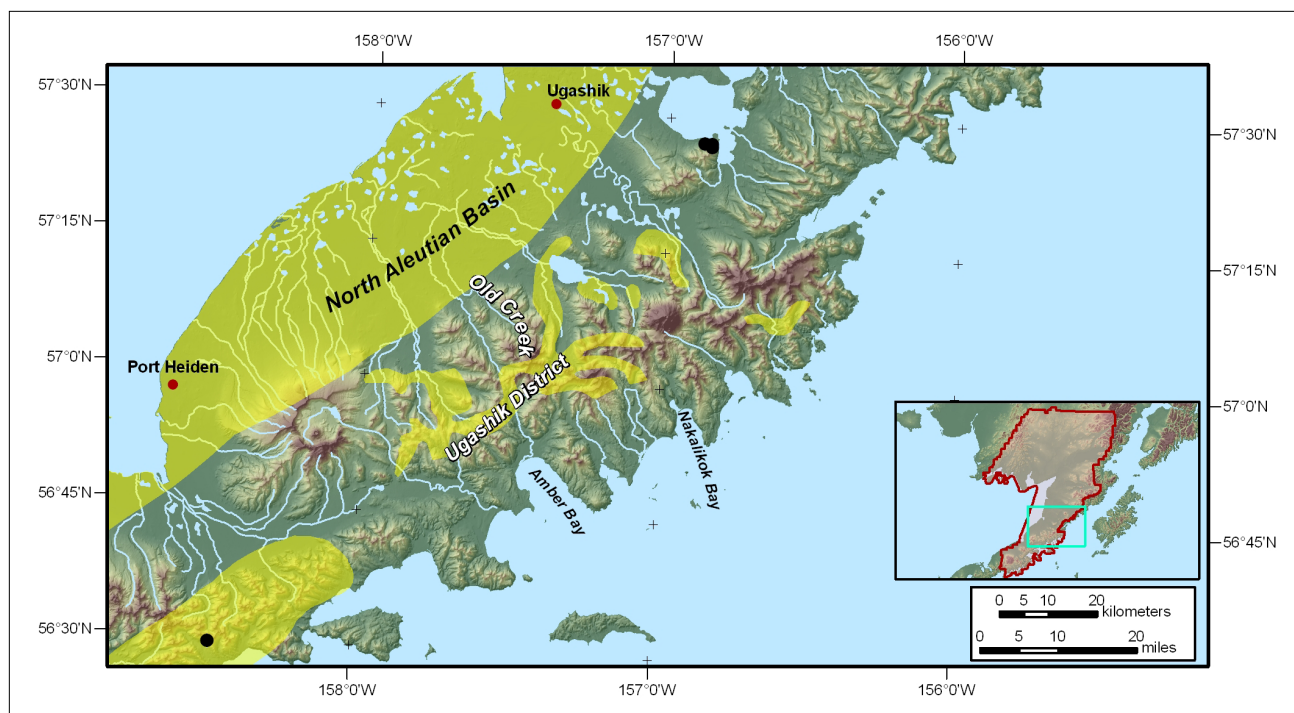 158°0'W 157°0'W 156°0'W
57°30'N
Ugashik
57°30'N
57°15'N
North Aleutian Basin
57°15'N
Old Creek
57°0'N
Port Heiden
Ugashik District
57°0'N
Nakalikok Bay
Amber Bay
56°45'N
56°45'N
0 5 10 20
kilometers
56°30'N
0 5 10 20
miles
158°0'W 157°0'W 156°0'W